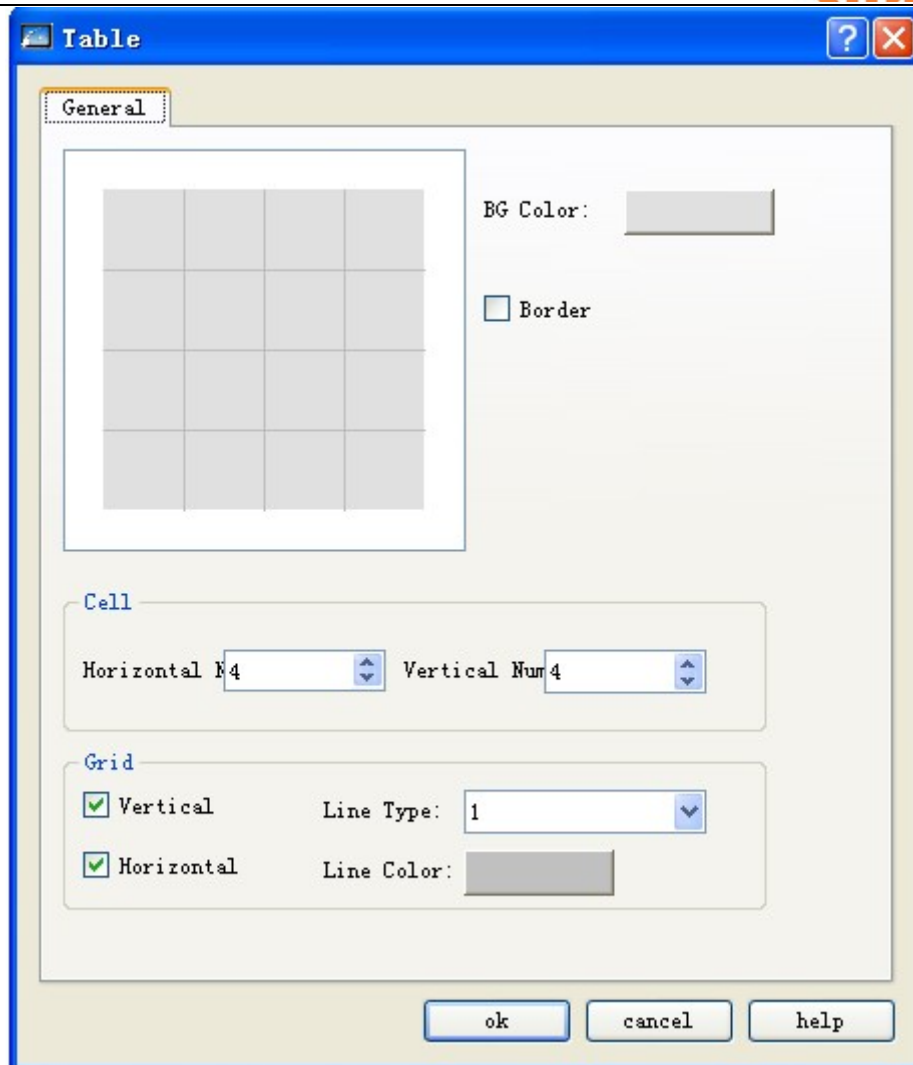 Table
General
BG Color:
Border
Cell
Horizontal N 4 Vertical Num 4
Grid
Vertical Line Type: 1
Horizontal Line Color:
ok cancel help